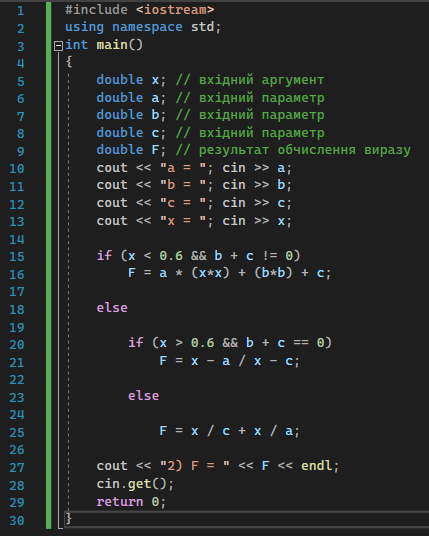 1 #include <iostream>
2 using namespace std;
3 int main()
4 {
5 double x; // вхідний аргумент
6 double a; // вхідний параметр
7 double b; // вхідний параметр
8 double c; // вхідний параметр
9 double F; // результат обчислення виразу
10 cout << "a = "; cin >> a;
11 cout << "b = "; cin >> b;
12 cout << "c = "; cin >> c;
13 cout << "x = "; cin >> x;
14
15 if (x < 0.6 && b + c != 0)
16 F = a * (x*x) + (b*b) + c;
17
18 else
19
20 if (x > 0.6 && b + c == 0)
21 F = x - a / x - c;
22
23 else
24
25 F = x / c + x / a;
26
27 cout << "2) F = " << F << endl;
28 cin.get();
29 return 0;
30 }